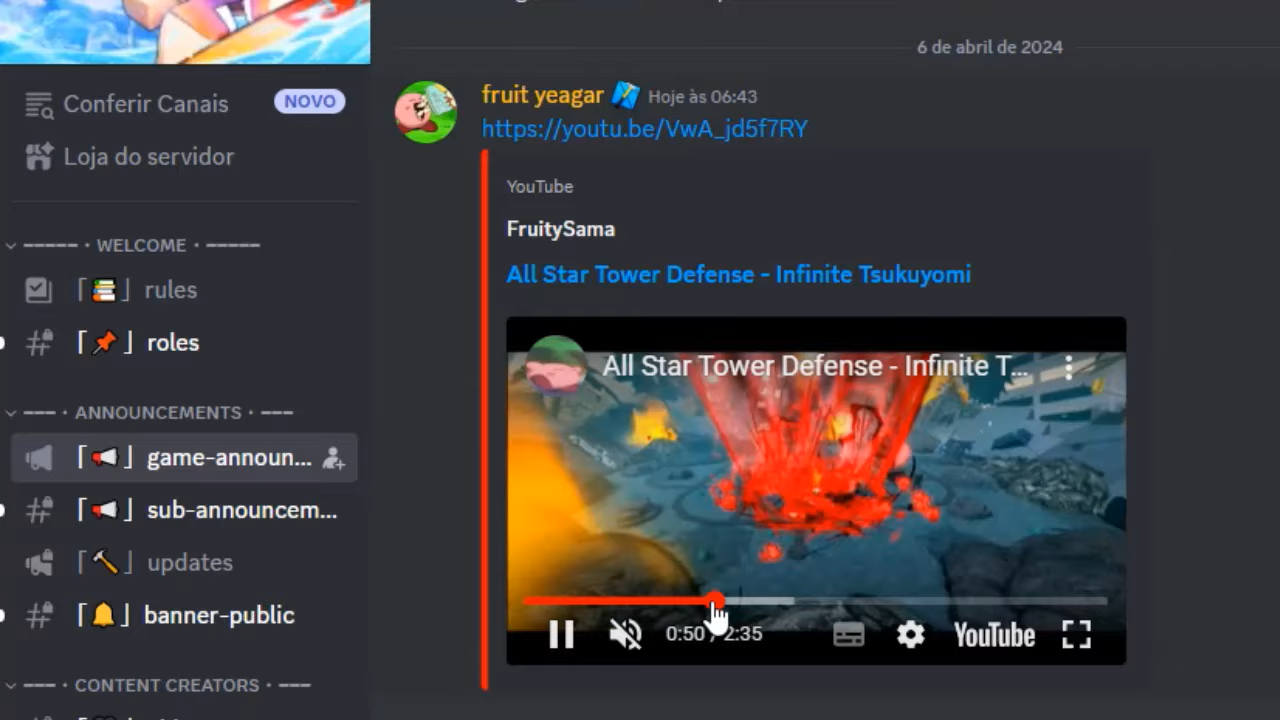 Conferir Canais
NOVO
Loja do servidor
----- · WELCOME · -----
rules
roles
--- · ANNOUNCEMENTS · ---
game-announ...
sub-announcem...
updates
banner-public
--- · CONTENT CREATORS · ---
6 de abril de 2024
fruit yeagar Hoje às 06:43
https://youtu.be/VwA_jd5f7RY
YouTube
FruitySama
All Star Tower Defense - Infinite Tsukuyomi
All Star Tower Defense - Infinite T...
0:50 / 2:35
YouTube